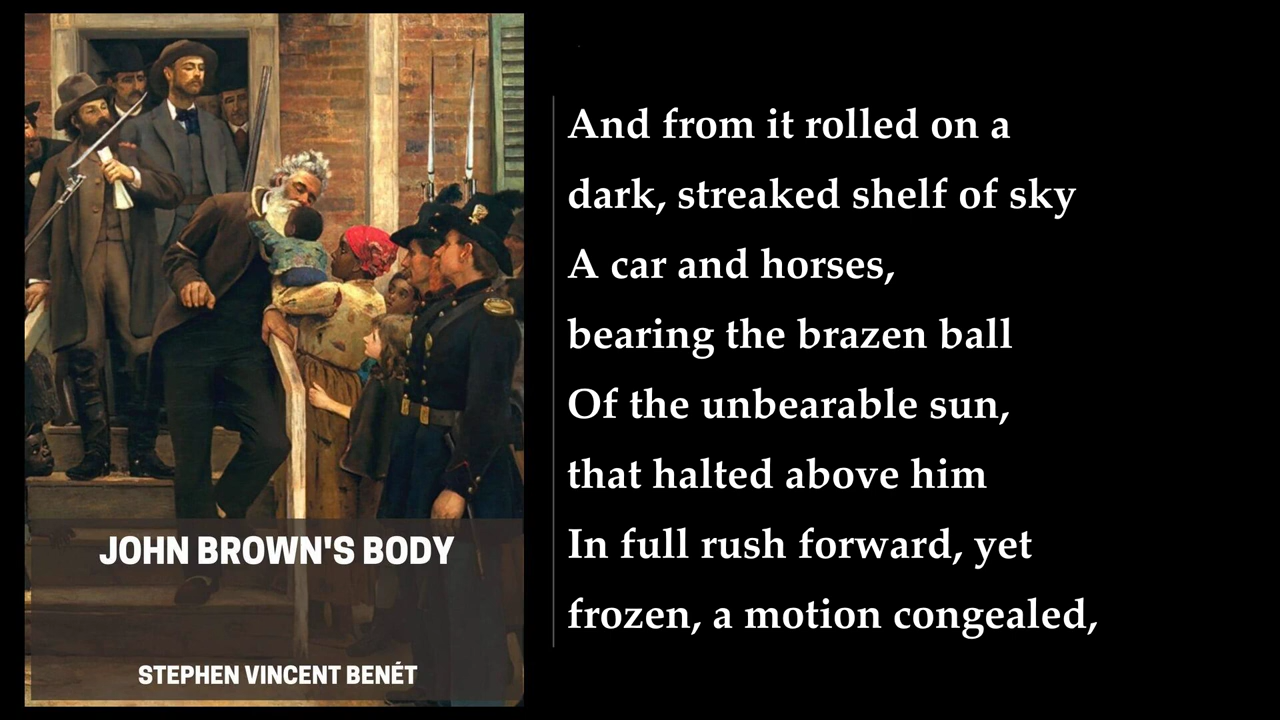 JOHN BROWN'S BODY
STEPHEN VINCENT BENÉT
And from it rolled on a
dark, streaked shelf of sky
A car and horses,
bearing the brazen ball
Of the unbearable sun,
that halted above him
In full rush forward, yet
frozen, a motion congealed,